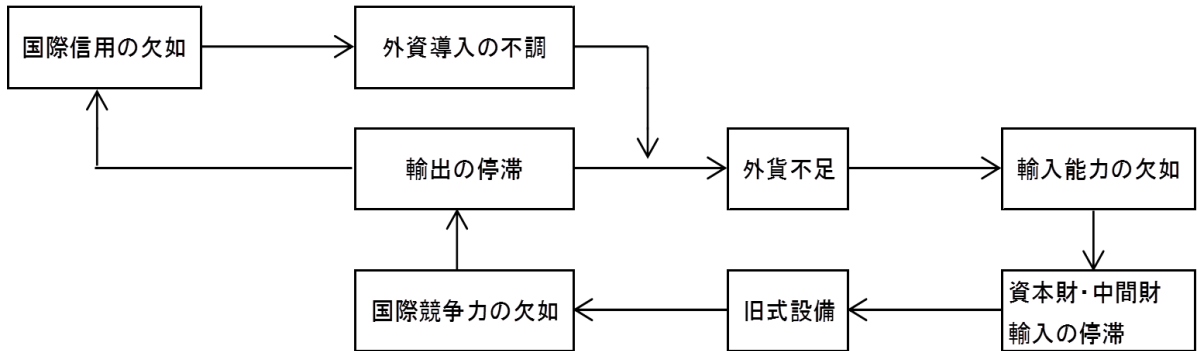 国際信用の欠如
外資導入の不調
輸出の停滞
外貨不足
輸入能力の欠如
国際競争力の欠如
旧式設備
資本財･中間財
輸入の停滞